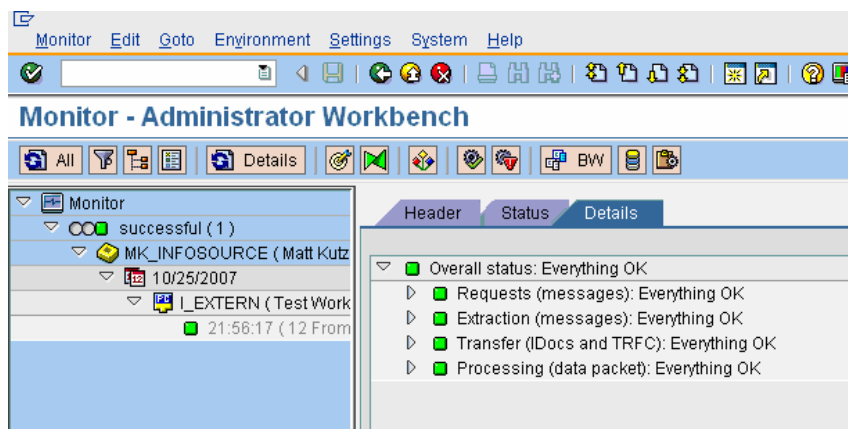 Monitor Edit Goto Environment Settings System Help
Monitor - Administrator Workbench
All Details BW
Monitor
successful ( 1 )
MK_INFOSOURCE ( Matt Kutz
12 10/25/2007
I_EXTERN ( Test Work
21:56:17 ( 12 From
Header Status Details
Overall status: Everything OK
Requests (messages): Everything OK
Extraction (messages): Everything OK
Transfer (IDocs and TRFC): Everything OK
Processing (data packet): Everything OK